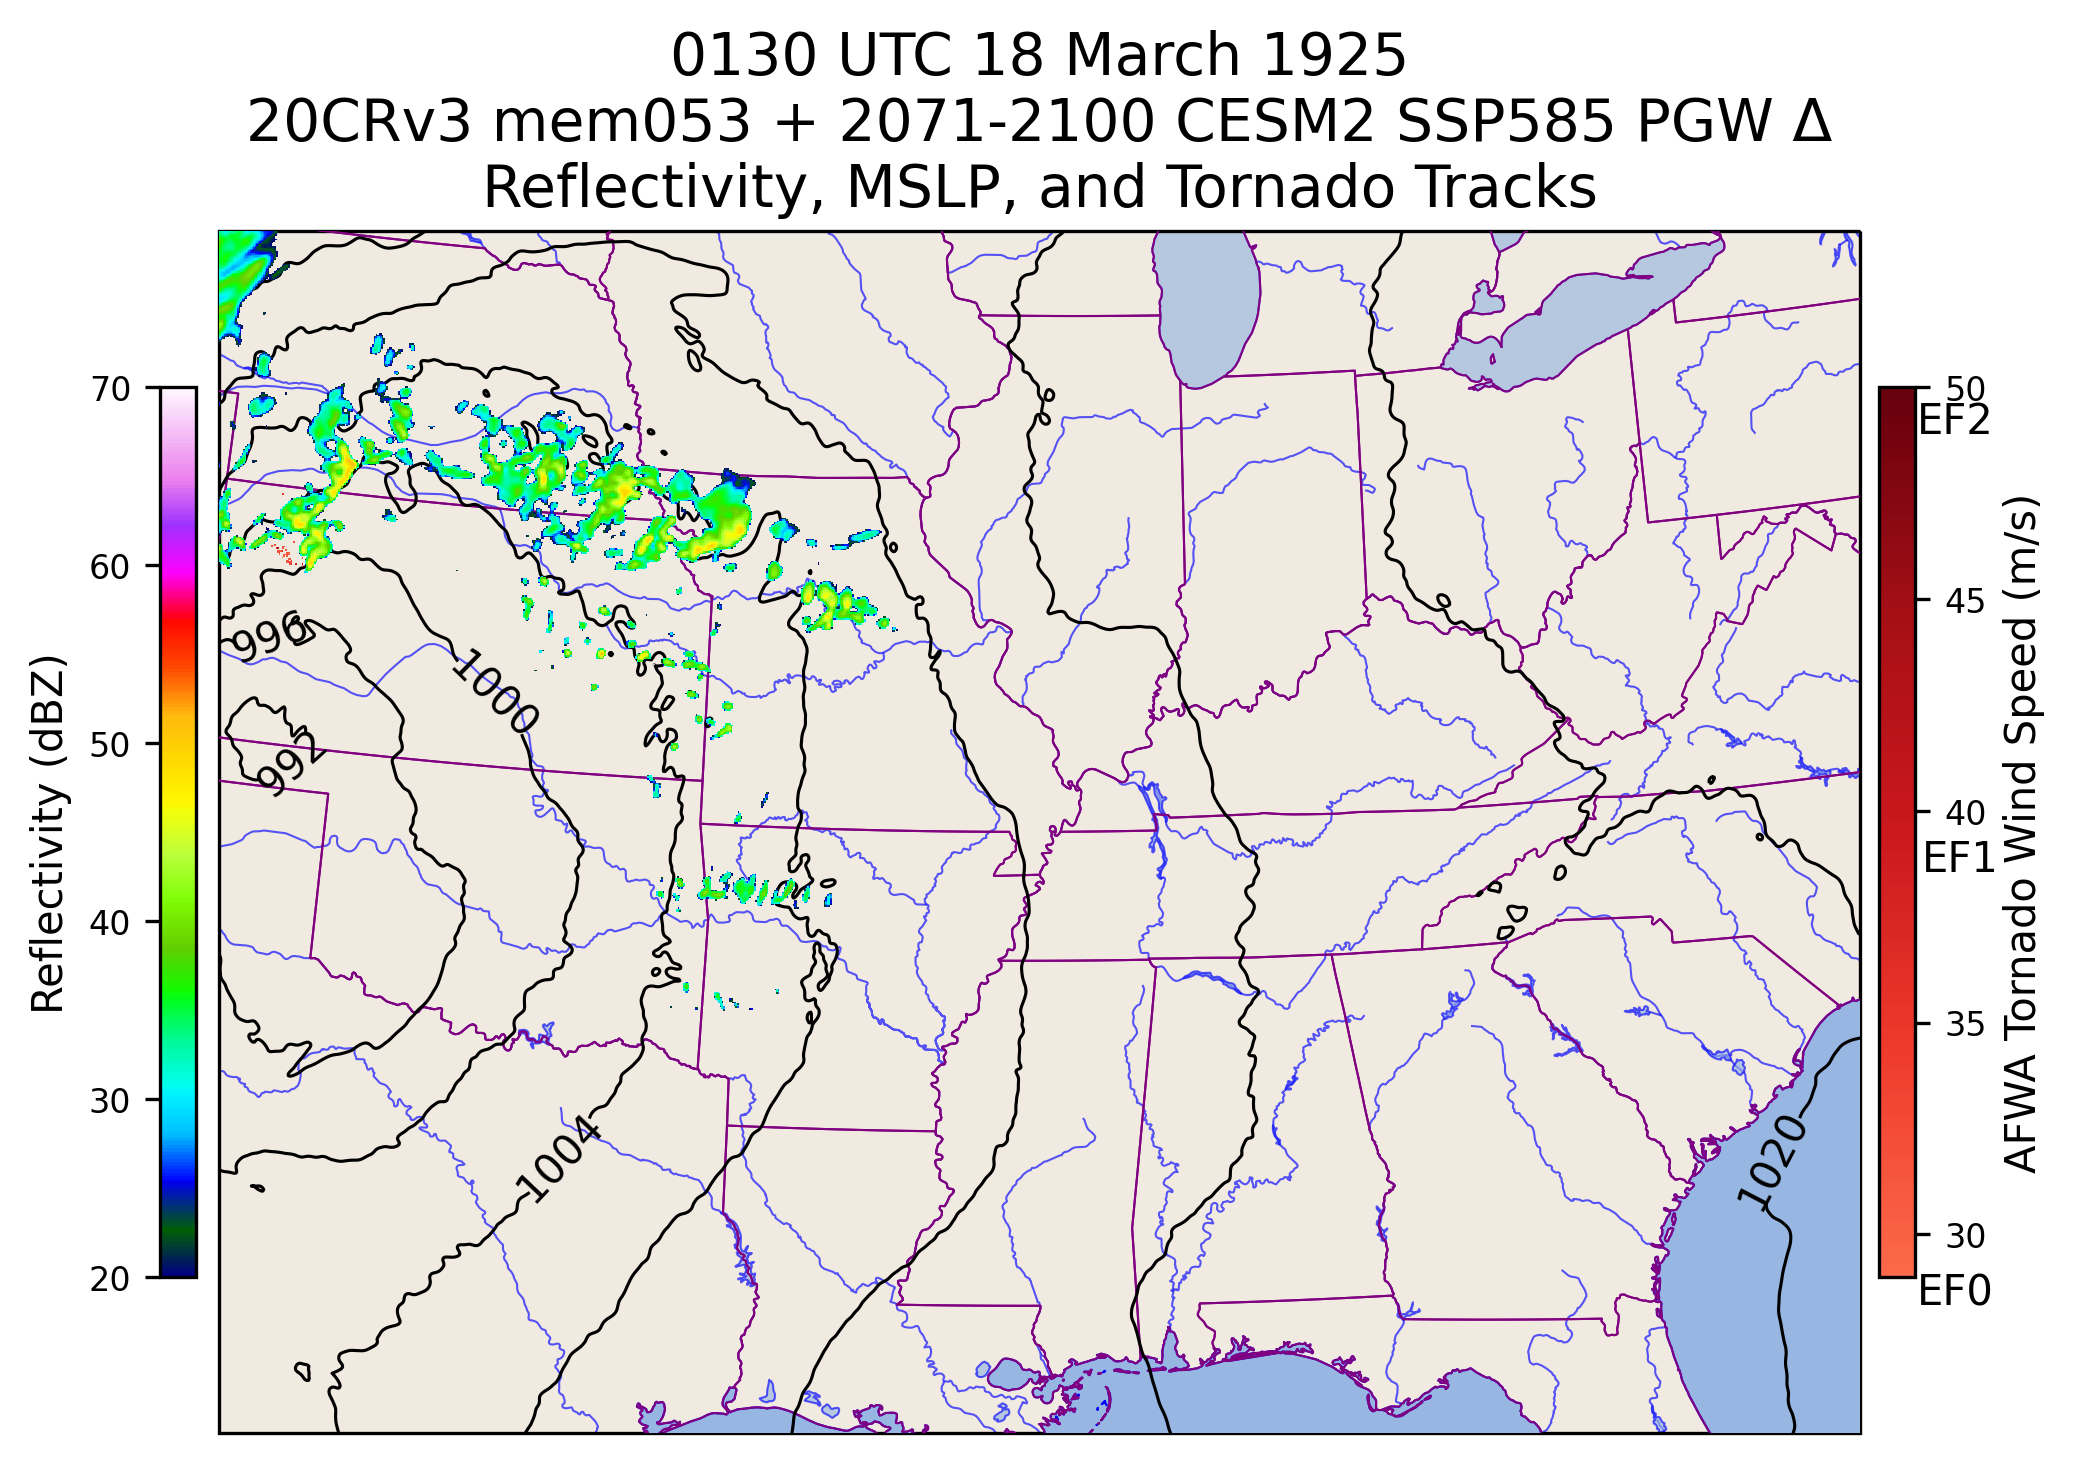 0130 UTC 18 March 1925
20CRv3 mem053 + 2071-2100 CESM2 SSP585 PGW Δ
Reflectivity, MSLP, and Tornado Tracks
70
60
50
40
30
20
Reflectivity (dBZ)
996
992
1000
1004
1020
50
EF2
45
40
EF1
35
30
EF0
AFWA Tornado Wind Speed (m/s)